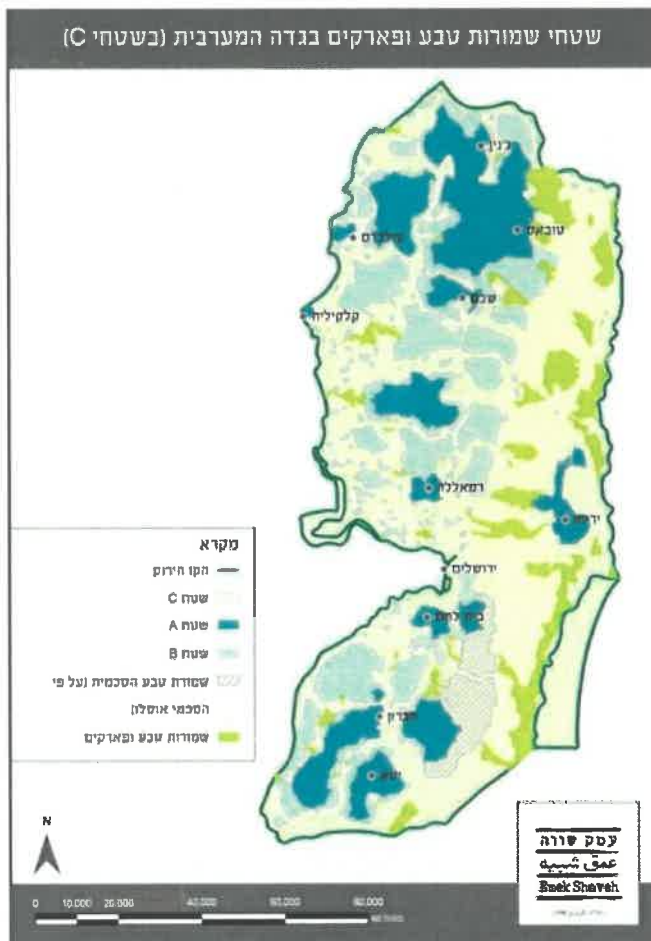 שטחי שמורות טבע ופארקים בגדה המערבית (בשטחי C)
ג'נין
טובאס
טולכרם
שכם
קלקיליה
רמאללה
יריחו
ירושלים
בית לחם
חברון
יטא
מקרא
הקו הירוק
שטח C
שטח A
שטח B
שמורת טבע הסכמית (על פי
הסכמי אוסלו)
שמורות טבע ופארקים
א
0 10,000 20,000 40,000 60,000
עמק שווה
عمق شبيه
Emek Shaveh